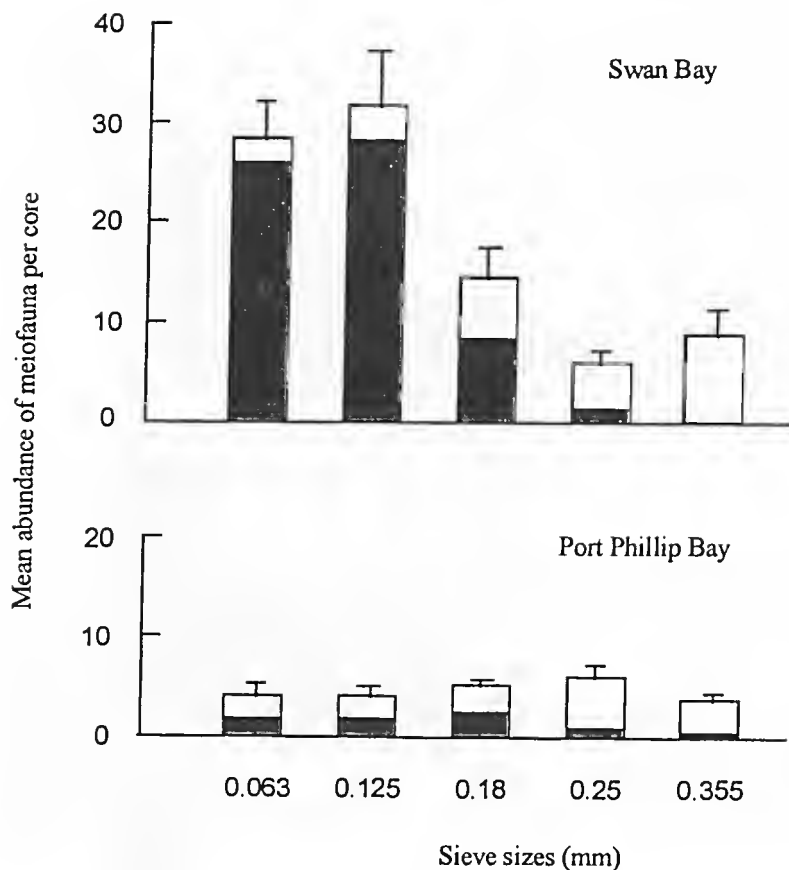 Swan Bay
40
30
20
10
0
Mean abundance of meiofauna per core
Port Phillip Bay
20
10
0
0.063 0.125 0.18 0.25 0.355
Sieve sizes (mm)